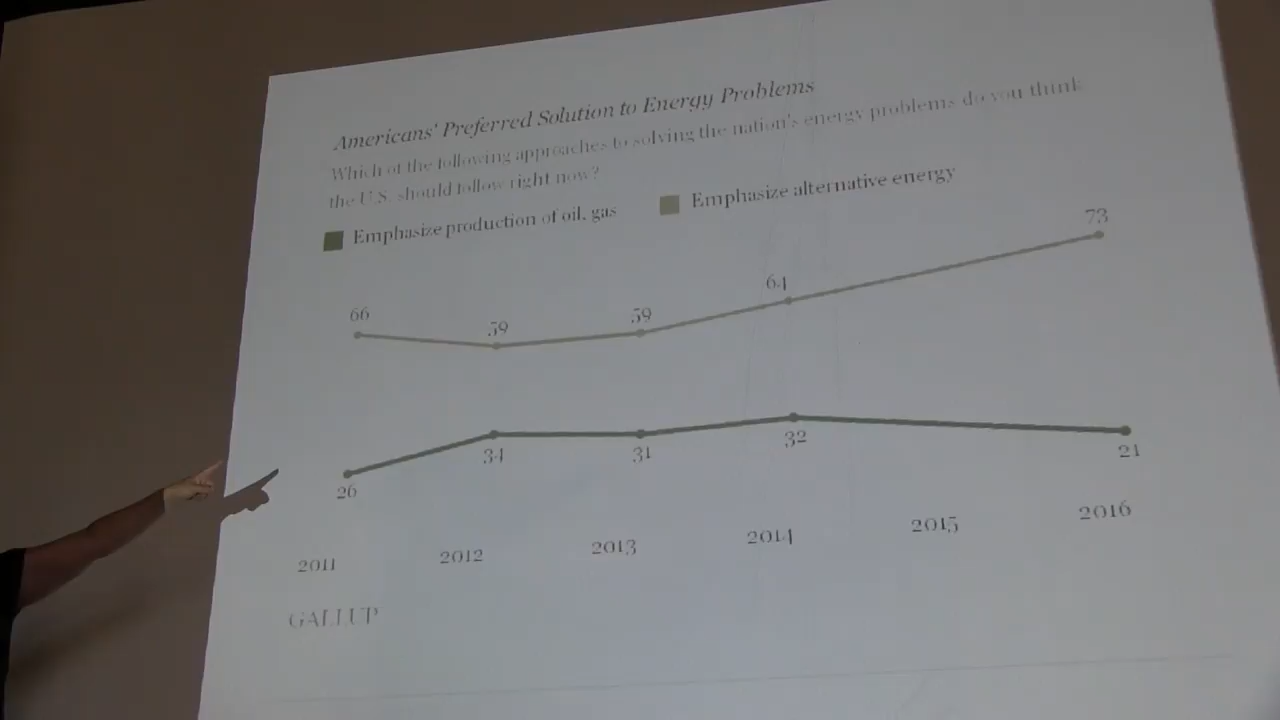 Americans' Preferred Solution to Energy Problems
Which of the following approaches to solving the nation's energy problems do you think
the U.S. should follow right now?
Emphasize production of oil, gas
Emphasize alternative energy
73
64
66
59
59
32
34
31
21
26
2011
2012
2013
2014
2015
2016
GALLUP